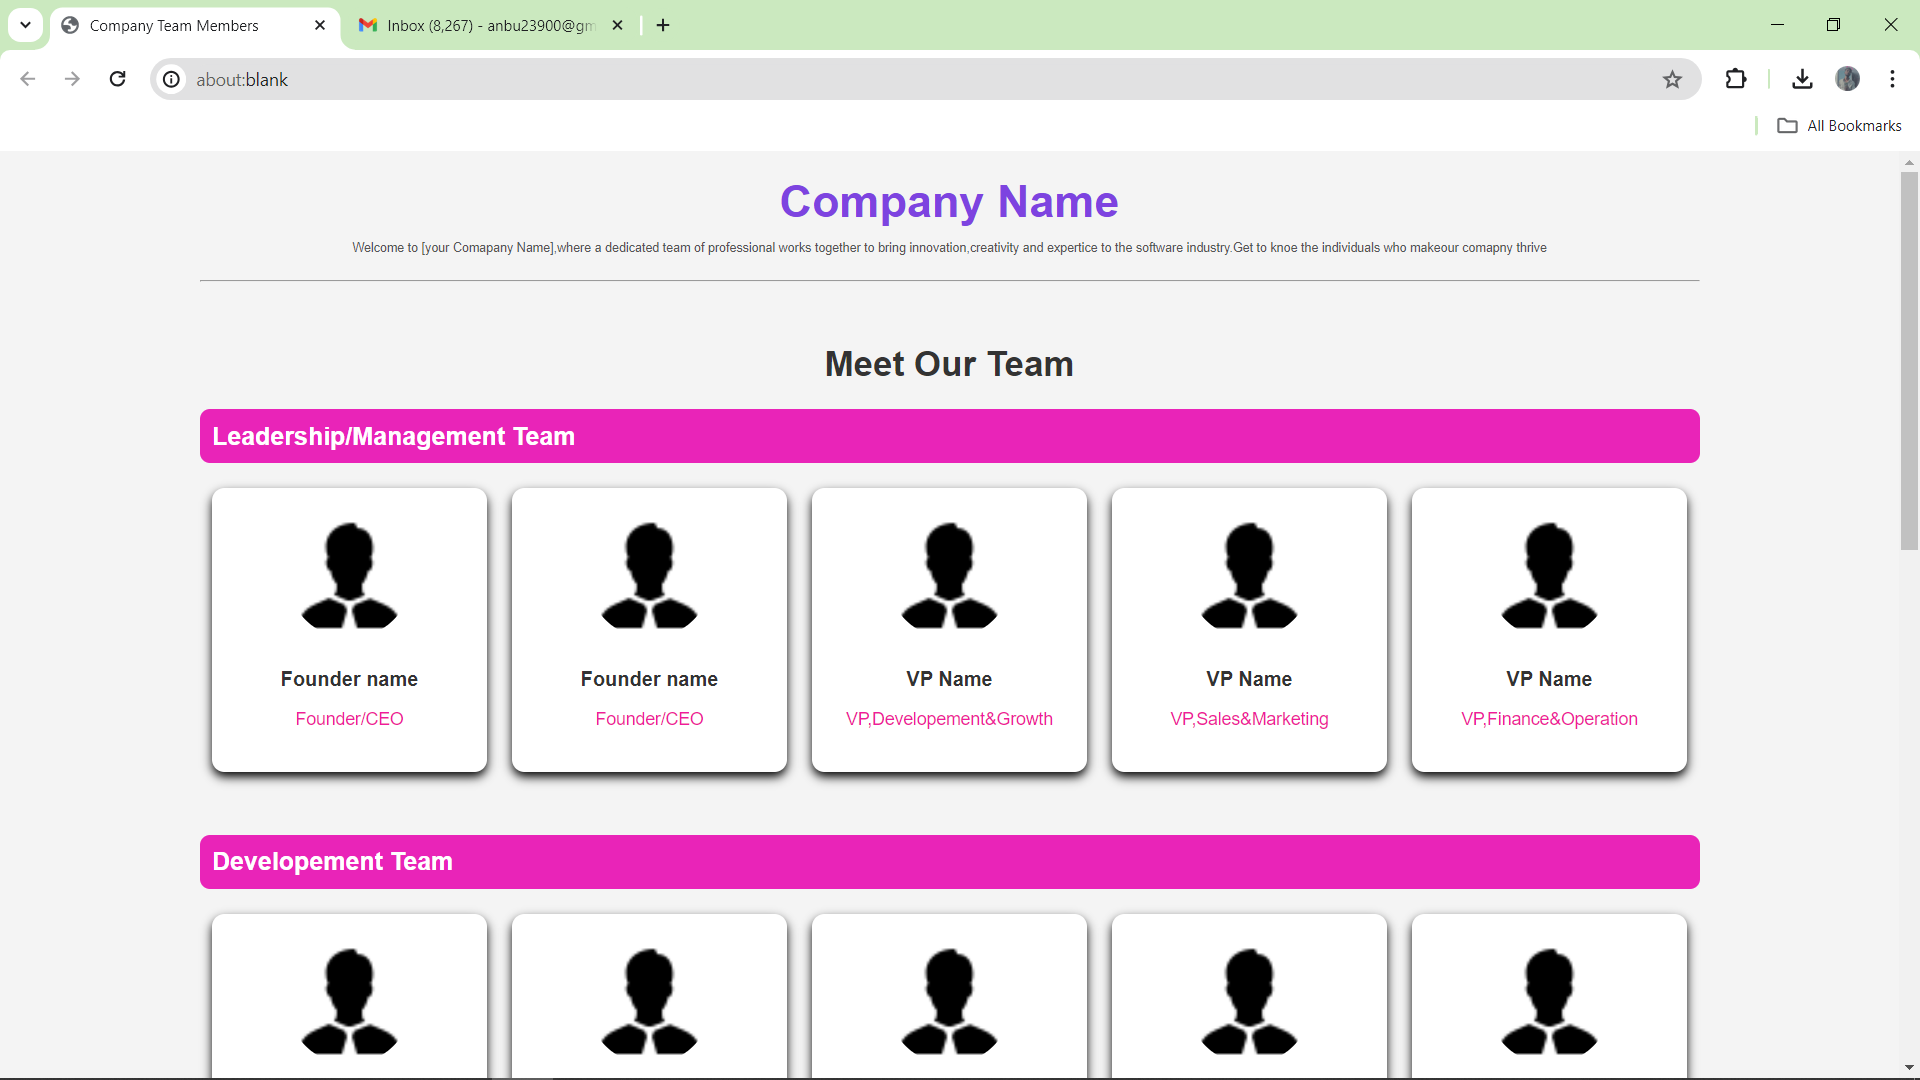 Company Team Members
Inbox (8,267) - anbu23900@gm
about:blank
All Bookmarks
Company Name
Welcome to [your Comapany Name],where a dedicated team of professional works together to bring innovation,creativity and expertice to the software industry.Get to knoe the individuals who makeour comapny thrive
Meet Our Team
Leadership/Management Team
Founder name
Founder/CEO
Founder name
Founder/CEO
VP Name
VP,Developement&Growth
VP Name
VP,Sales&Marketing
VP Name
VP,Finance&Operation
Developement Team